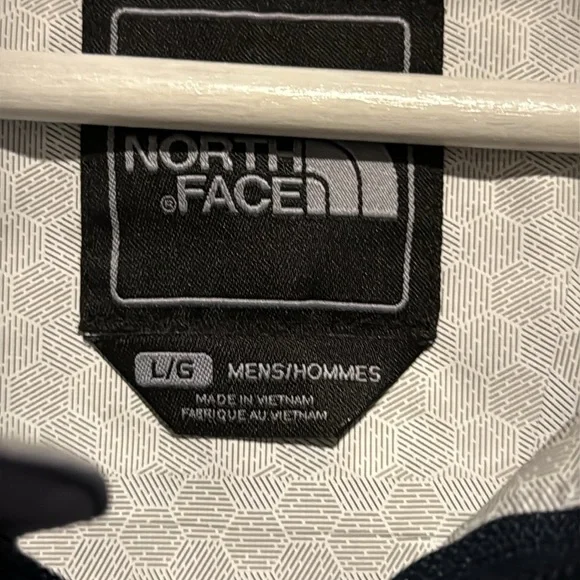 NORTH
® FACE
L/G MENS/HOMMES
MADE IN VIETNAM
FABRIQUE AU VIETNAM